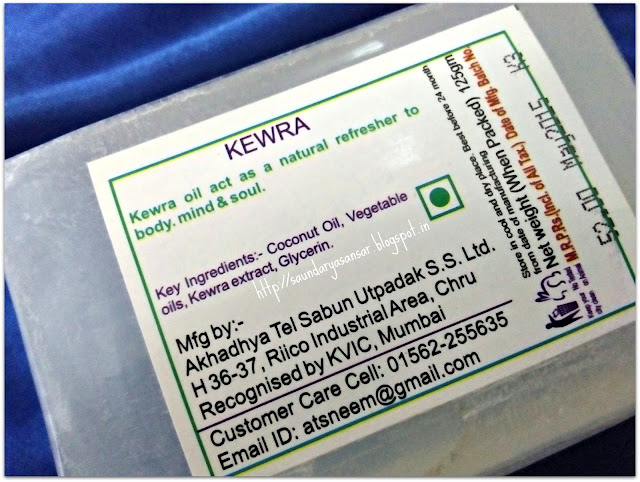 KEWRA
Kewra oil act as a natural refresher to
body. mind & soul.
Key Ingredients:- Coconut Oil, Vegetable
oils, Kewra extract, Glycerin.
http://saundaryasansar.blogspot.in
Mfg by:-
Akhadhya Tel Sabun Utpadak S.S. Ltd.
H 36-37, Riico Industrial Area, Chru
Recognised by KVIC, Mumbai
Customer Care Cell: 01562-255635
Email ID: atsneem@gmail.com
Store in cool and dry place. Best before 24 month
from date of manufacturing
Net weight (When Packed) 125gm
M.R.P.Rs.(Incl. of All Tax.) Date of Mfg. Batch No.
53.00 May 2015 K3